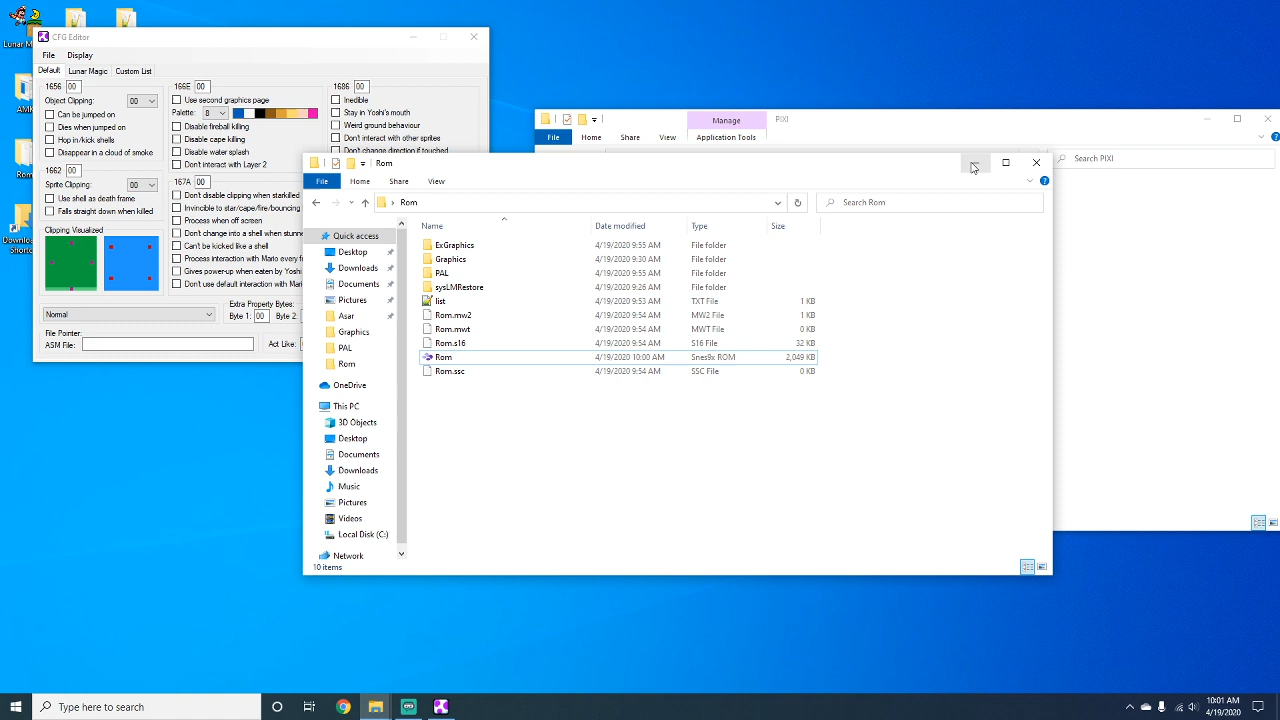 Lunar M
AMK
Rom
Downloa
Shortc
CFG Editor
File Display
Default Lunar Magic Custom List
1656 00
Object Clipping: 00
Can be jumped on
Dies when jumped on
Hop in/kick shells
Disappear in a cloud of smoke
1662 00
Sprite Clipping: 00
Use shell as death frame
Falls straight down when killed
Clipping Visualized
166E 00
Use second graphics page
Palette: 8
Disable fireball killing
Disable cape killing
Disable water splash
Don't interact with Layer 2
167A 00
Don't disable clipping when starkilled
Invincible to star/cape/fire/bouncing
Process when off screen
Don't change into a shell when stunne
Can't be kicked like a shell
Process interaction with Mario every fr
Gives power-up when eaten by Yoshi
Don't use default interaction with Mario
1686 00
Inedible
Stay in Yoshi's mouth
Weird ground behaviour
Don't interact with other sprites
Don't change direction if touched
Normal
Extra Property Bytes:
Byte 1: 00 Byte 2:
File Pointer:
ASM File:
Act Like:
Manage PIXI
File Home Share View Application Tools
Search PIXI
Rom
File Home Share View
Rom
Search Rom
Quick access
Desktop
Downloads
Documents
Pictures
Asar
Graphics
PAL
Rom
OneDrive
This PC
3D Objects
Desktop
Documents
Downloads
Music
Pictures
Videos
Local Disk (C:)
Network
Name Date modified Type Size
ExGraphics 4/19/2020 9:55 AM File folder
Graphics 4/19/2020 9:30 AM File folder
PAL 4/19/2020 9:55 AM File folder
sysLMRestore 4/19/2020 9:26 AM File folder
list 4/19/2020 9:53 AM TXT File 1 KB
Rom.mw2 4/19/2020 9:54 AM MW2 File 1 KB
Rom.mwt 4/19/2020 9:54 AM MWT File 0 KB
Rom.s16 4/19/2020 9:54 AM S16 File 32 KB
Rom 4/19/2020 10:00 AM Snes9x ROM 2,049 KB
Rom.ssc 4/19/2020 9:54 AM SSC File 0 KB
10 items
Type here to search
10:01 AM
4/19/2020